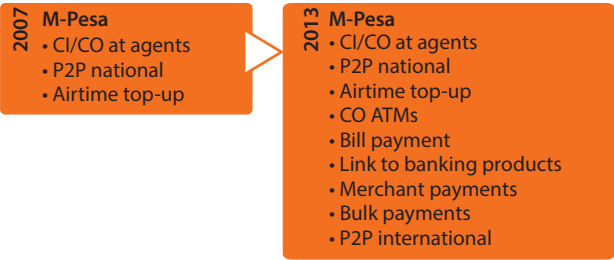 2007
M-Pesa
• CI/CO at agents
• P2P national
• Airtime top-up
2013
M-Pesa
• CI/CO at agents
• P2P national
• Airtime top-up
• CO ATMs
• Bill payment
• Link to banking products
• Merchant payments
• Bulk payments
• P2P international